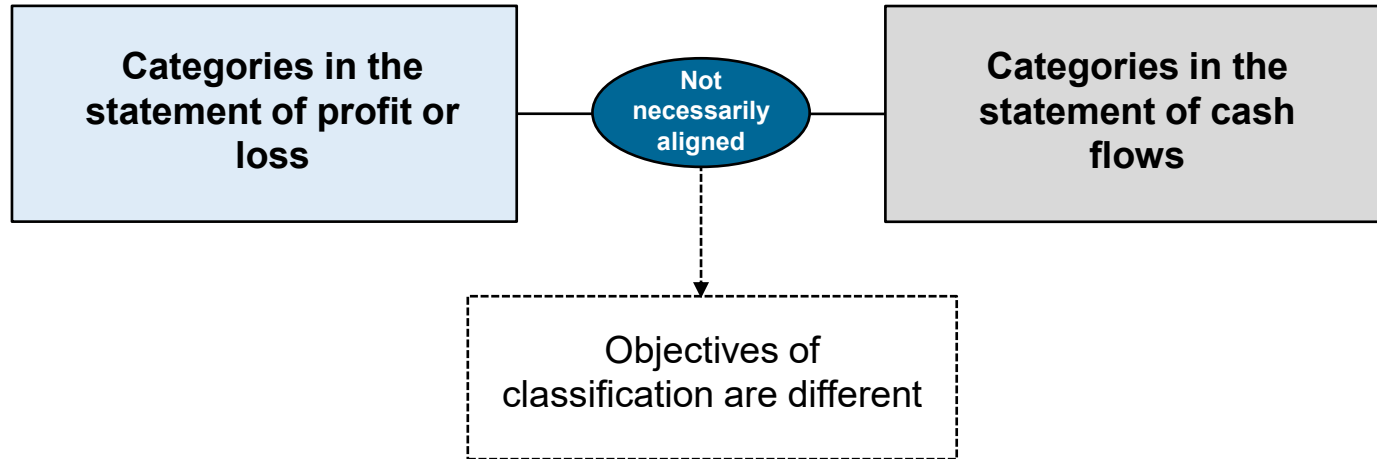 Categories in the
statement of profit or
loss
Not
necessarily
aligned
Categories in the
statement of cash
flows
Objectives of
classification are different